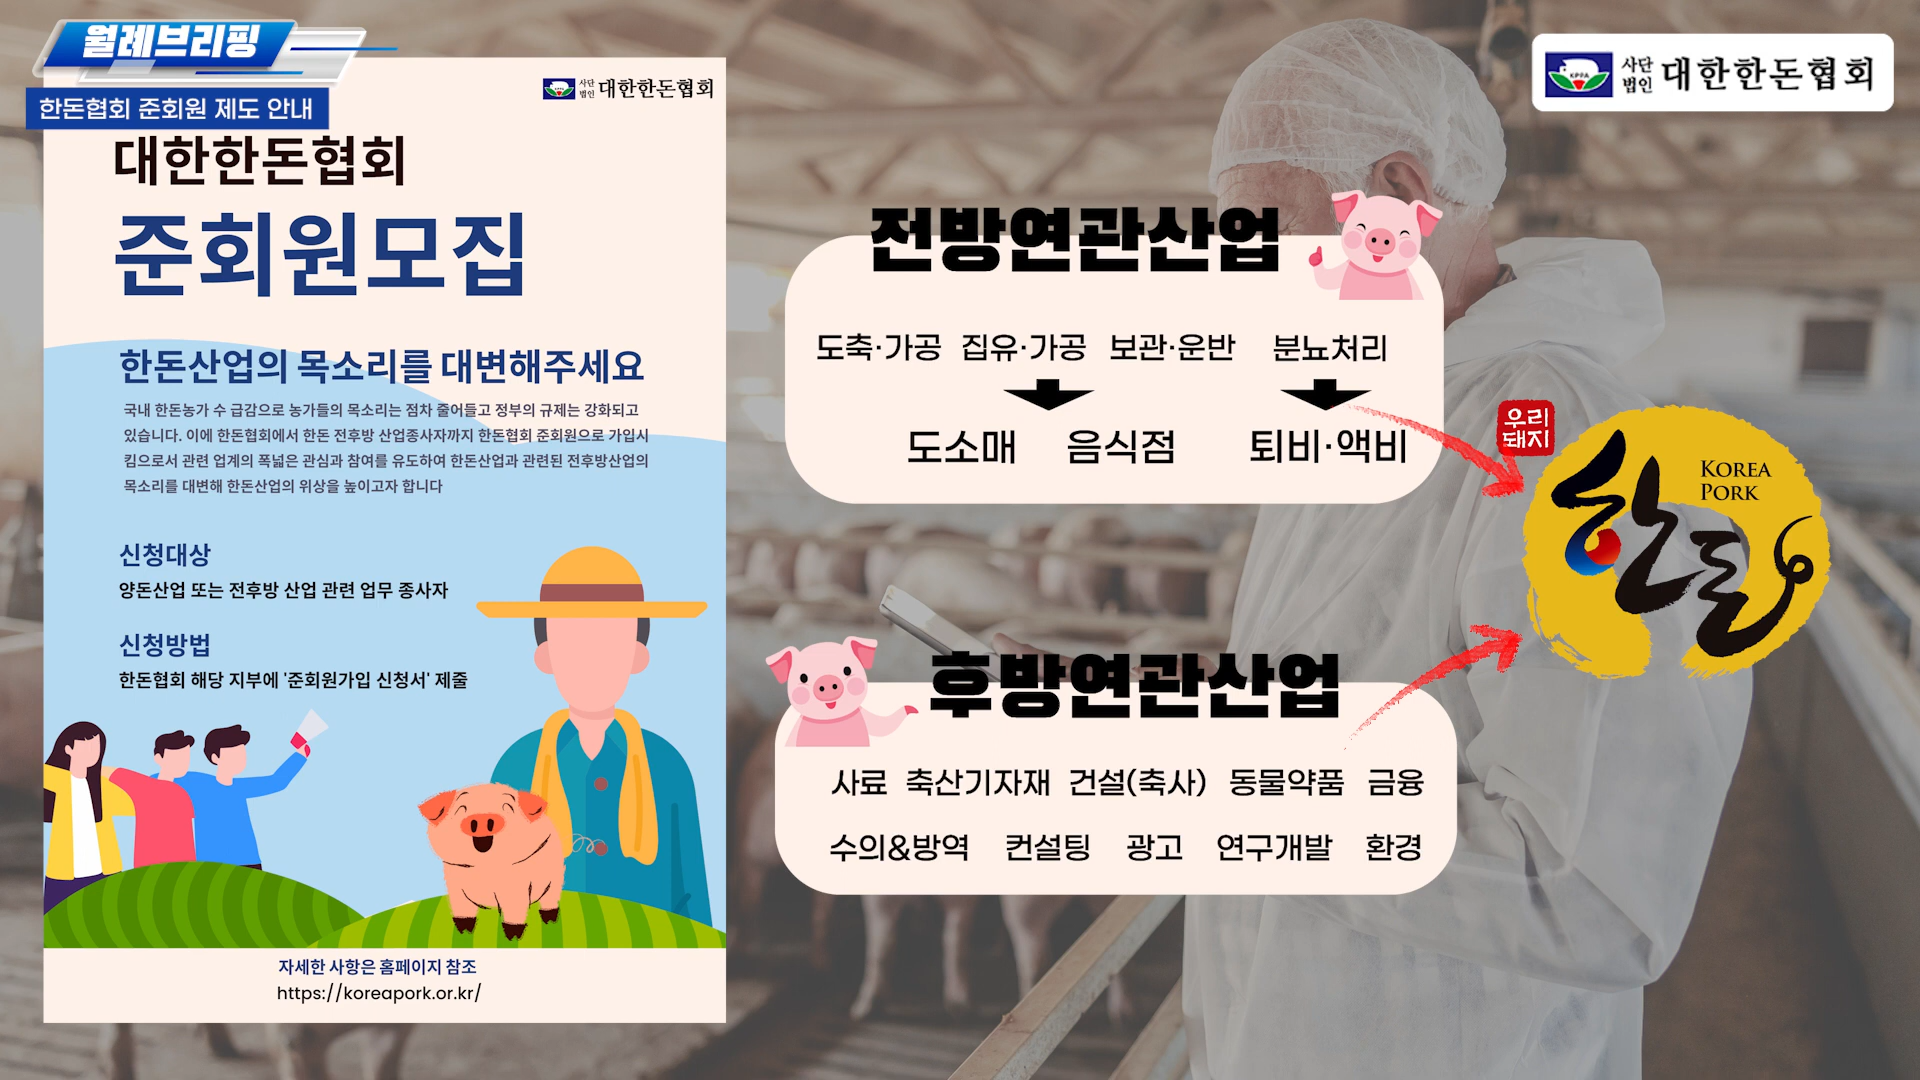 월례브리핑
한돈협회 준회원 제도 안내
사단법인 대한한돈협회
대한한돈협회
준회원모집
한돈산업의 목소리를 대변해주세요
국내 한돈농가 수 급감으로 농가들의 목소리는 점차 줄어들고 정부의 규제는 강화되고
있습니다. 이에 한돈협회에서 한돈 전후방 산업종사자까지 한돈협회 준회원으로 가입시
킴으로서 관련 업계의 폭넓은 관심과 참여를 유도하여 한돈산업과 관련된 전후방산업의
목소리를 대변해 한돈산업의 위상을 높이고자 합니다
신청대상
양돈산업 또는 전후방 산업 관련 업무 종사자
신청방법
한돈협회 해당 지부에 '준회원가입 신청서' 제줄
자세한 사항은 홈페이지 참조
https://koreapork.or.kr/
KPPA 사단법인 대한한돈협회
전방연관산업
도축·가공 집유·가공 보관·운반 분뇨처리
도소매 음식점 퇴비·액비
우리
돼지
한돈
KOREA
PORK
후방연관산업
사료 축산기자재 건설(축사) 동물약품 금융
수의&방역 컨설팅 광고 연구개발 환경